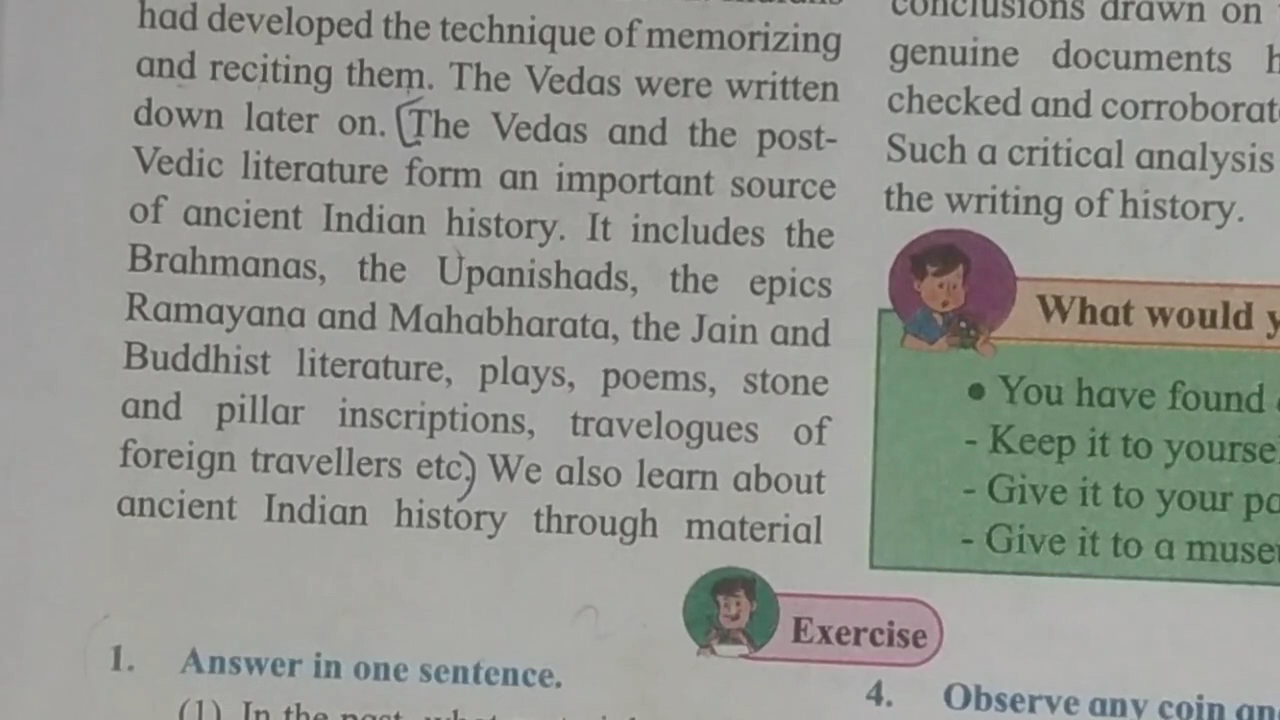 had developed the technique of memorizing
and reciting them. The Vedas were written
down later on. (The Vedas and the post-
Vedic literature form an important source
of ancient Indian history. It includes the
Brahmanas, the Upanishads, the epics
Ramayana and Mahabharata, the Jain and
Buddhist literature, plays, poems, stone
and pillar inscriptions, travelogues of
foreign travellers etc.) We also learn about
ancient Indian history through material
conclusions drawn on
genuine documents
checked and
Such a critical analysis
the writing of history.
What would
• You have found
- Keep it to
- Give it to your
- Give it to a
Exercise
1. Answer in one sentence.
(1) In the past, what
4. Observe any coin